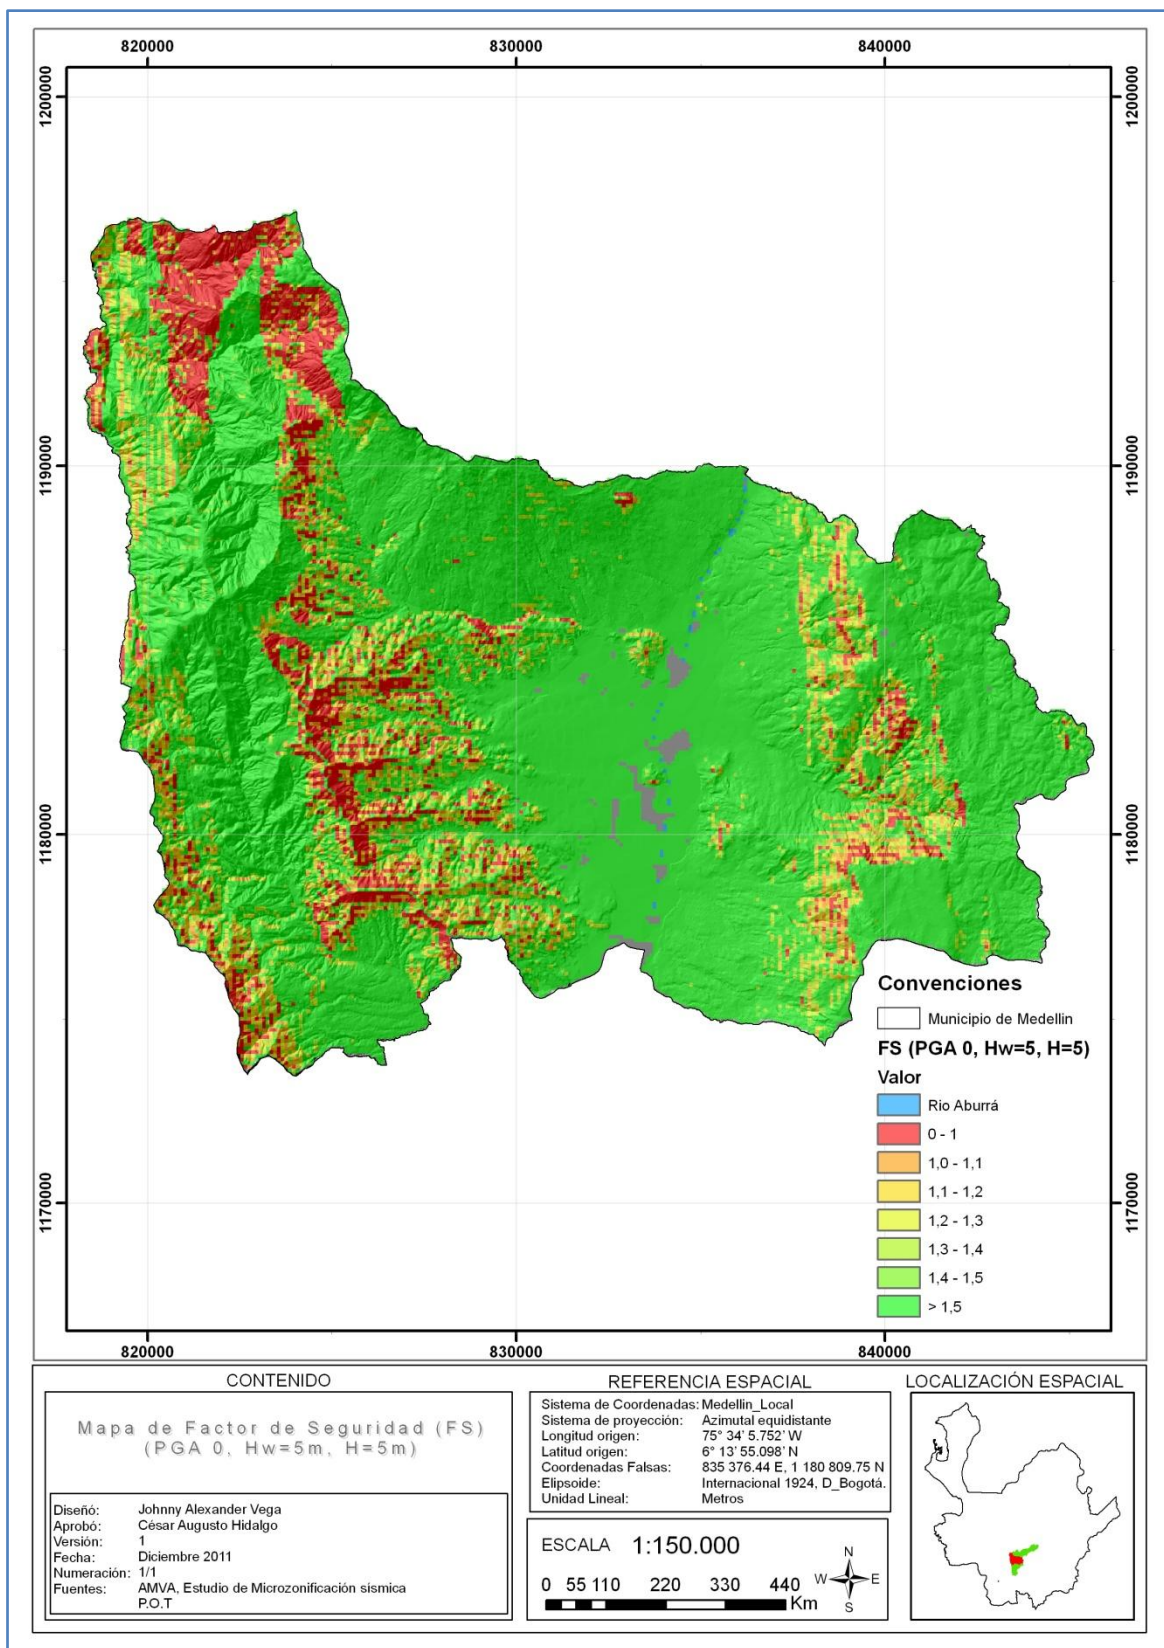 820000 830000 840000
1200000 1200000
1190000 1190000
1180000 1180000
1170000 1170000
Convenciones
Municipio de Medellin
FS (PGA 0, Hw=5, H=5)
Valor
Rio Aburrá
0 - 1
1,0 - 1,1
1,1 - 1,2
1,2 - 1,3
1,3 - 1,4
1,4 - 1,5
> 1,5
820000 830000 840000
CONTENIDO
Mapa de Factor de Seguridad (FS)
(PGA 0, Hw=5m, H=5m)
Diseñó: Johnny Alexander Vega
Aprobó: César Augusto Hidalgo
Versión: 1
Fecha: Diciembre 2011
Numeración: 1/1
Fuentes: AMVA, Estudio de Microzonificación sísmica
P.O.T
REFERENCIA ESPACIAL
Sistema de Coordenadas: Medellin_Local
Sistema de proyección: Azimutal equidistante
Longitud origen: 75° 34' 5.752' W
Latitud origen: 6° 13' 55.098' N
Coordenadas Falsas: 835 376.44 E, 1 180 809.75 N
Elipsoide: Internacional 1924, D_Bogotá.
Unidad Lineal: Metros
ESCALA 1:150.000
0 55 110 220 330 440
Km
N
W E
S
LOCALIZACIÓN ESPACIAL